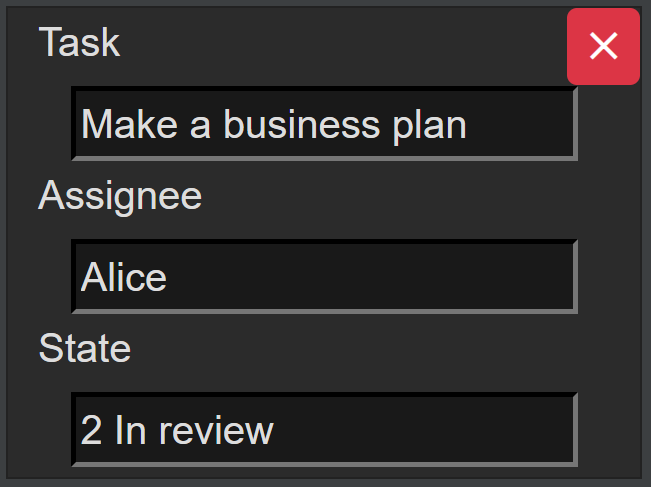 Task
Make a business plan
Assignee
Alice
State
2 In review